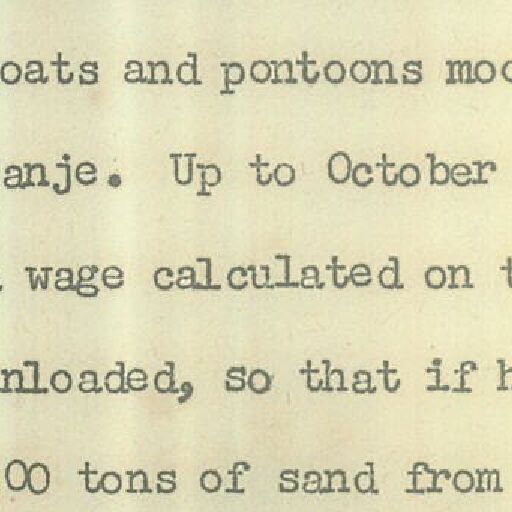 oats and pontoons moo
anje. Up to October
wage calculated on t
nloaded, so that if h
00 tons of sand from